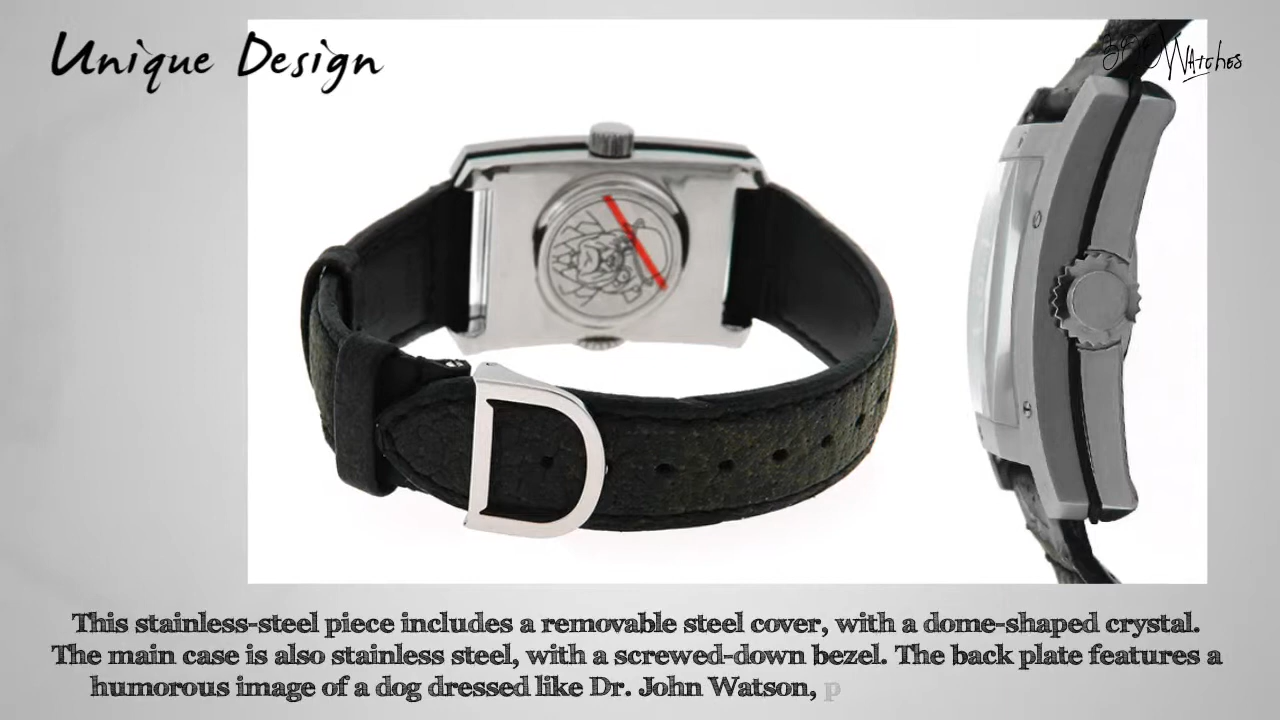 Unique Design
Watches
This stainless-steel piece includes a removable steel cover, with a dome-shaped crystal.
The main case is also stainless steel, with a screwed-down bezel. The back plate features a
humorous image of a dog dressed like Dr. John Watson, p